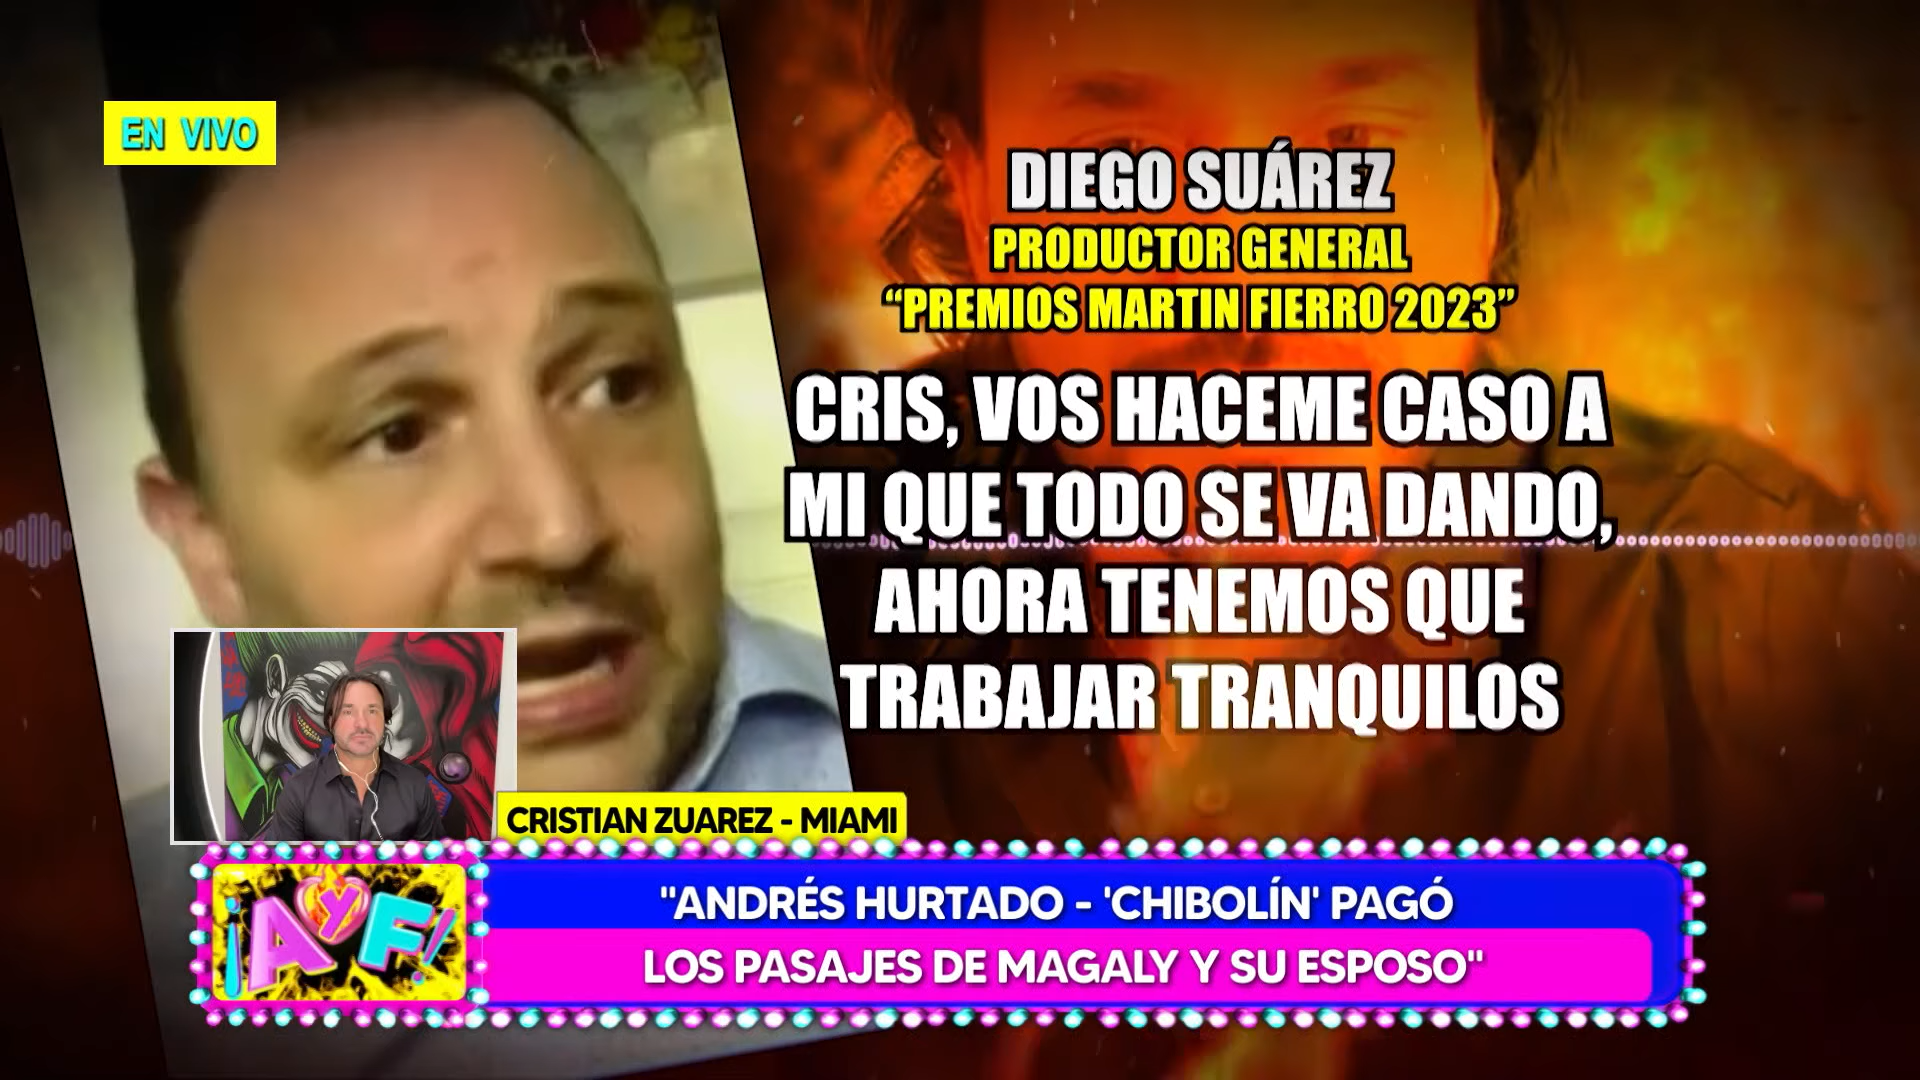 EN VIVO
DIEGO SUÁREZ
PRODUCTOR GENERAL
“PREMIOS MARTIN FIERRO 2023”
CRIS, VOS HACEME CASO A
MI QUE TODO SE VA DANDO,
AHORA TENEMOS QUE
TRABAJAR TRANQUILOS
CRISTIAN ZUAREZ - MIAMI
¡AYF!
"ANDRÉS HURTADO - 'CHIBOLÍN' PAGÓ
LOS PASAJES DE MAGALY Y SU ESPOSO"